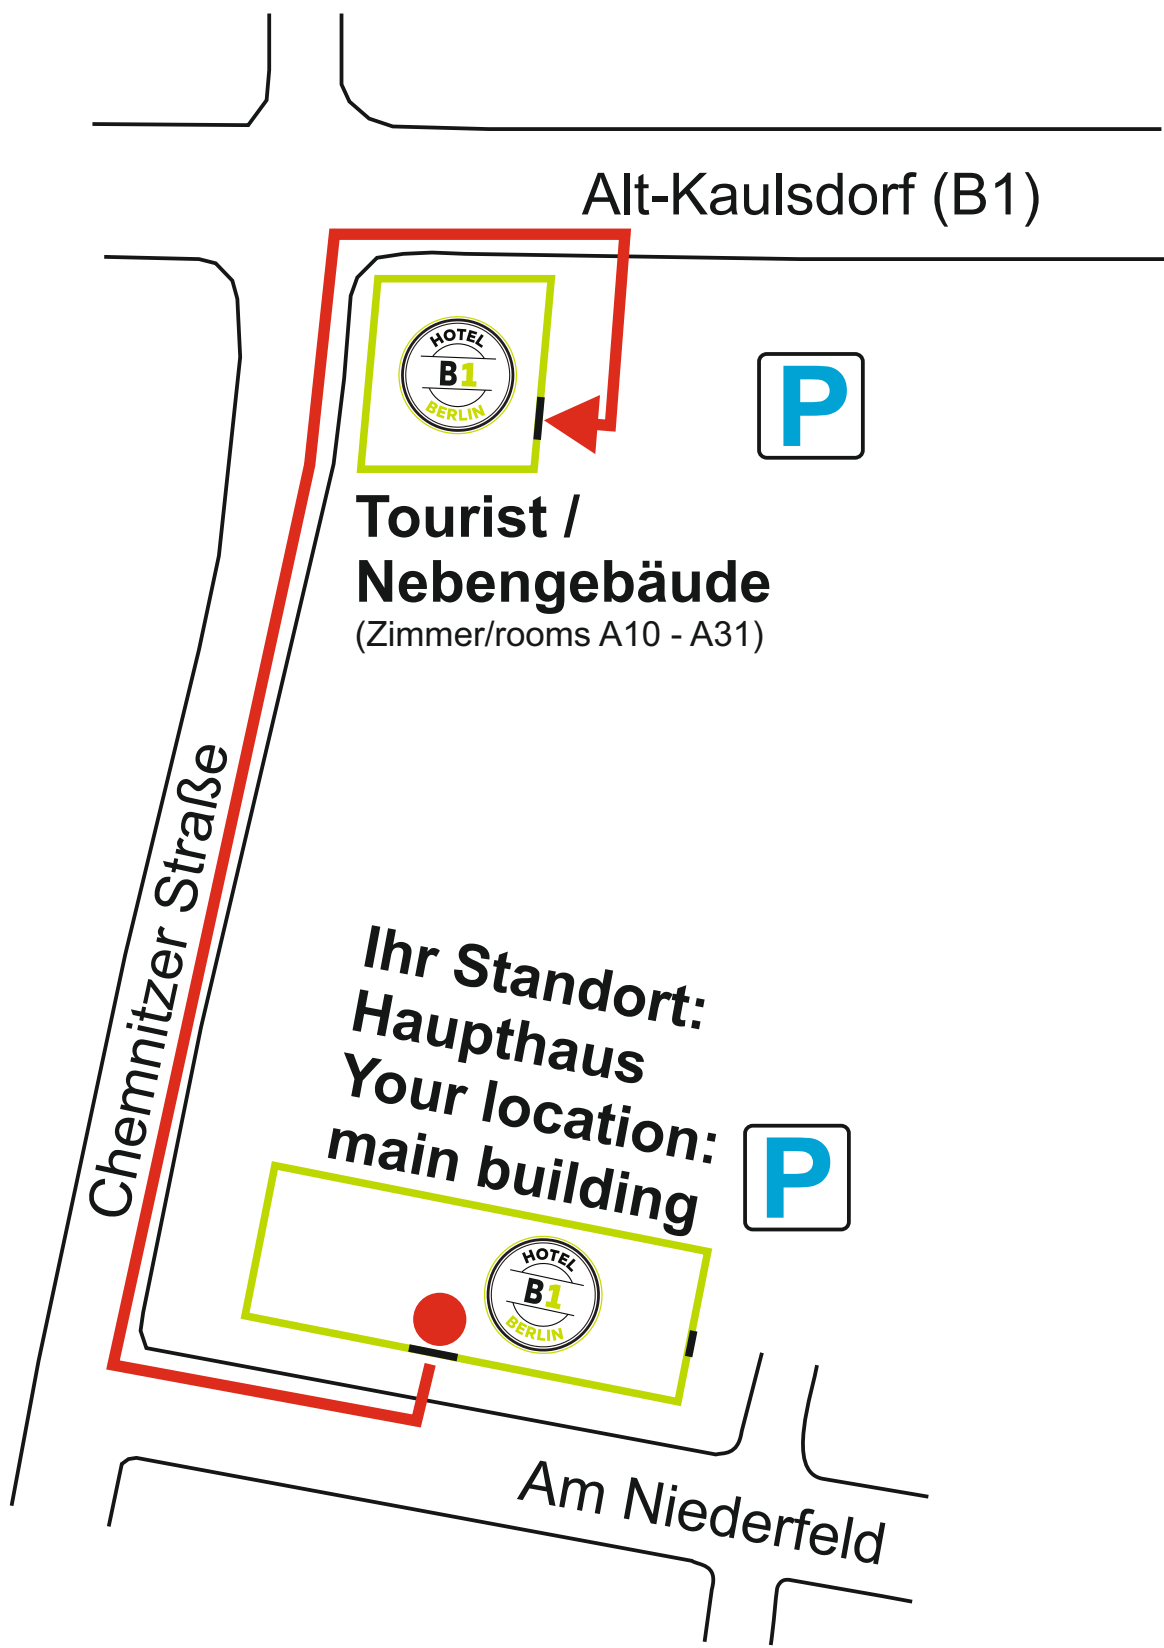 Alt-Kaulsdorf (B1)
HOTEL
B1
BERLIN
P
Tourist /
Nebengebäude
(Zimmer/rooms A10 - A31)
Chemnitzer Straße
Ihr Standort:
Haupthaus
Your location:
main building
P
HOTEL
B1
BERLIN
Am Niederfeld